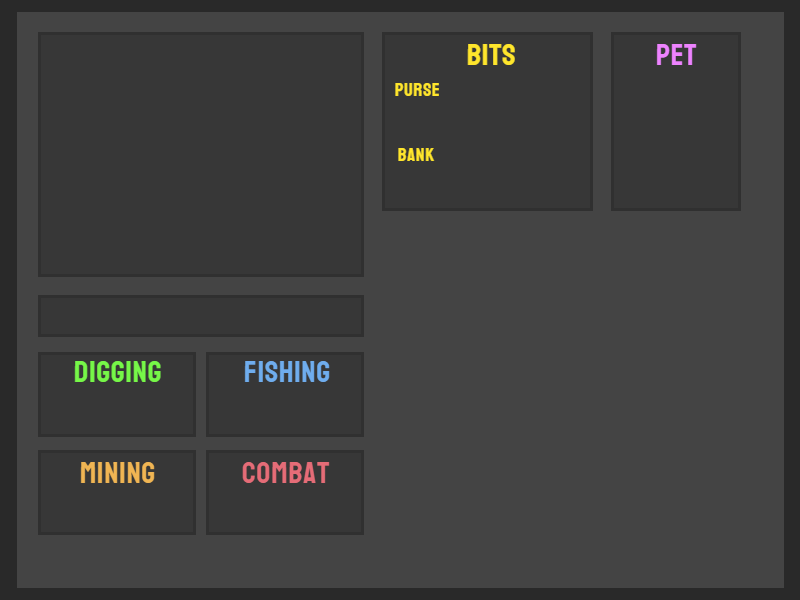 BITS
PET
PURSE
BANK
DIGGING
FISHING
MINING
COMBAT